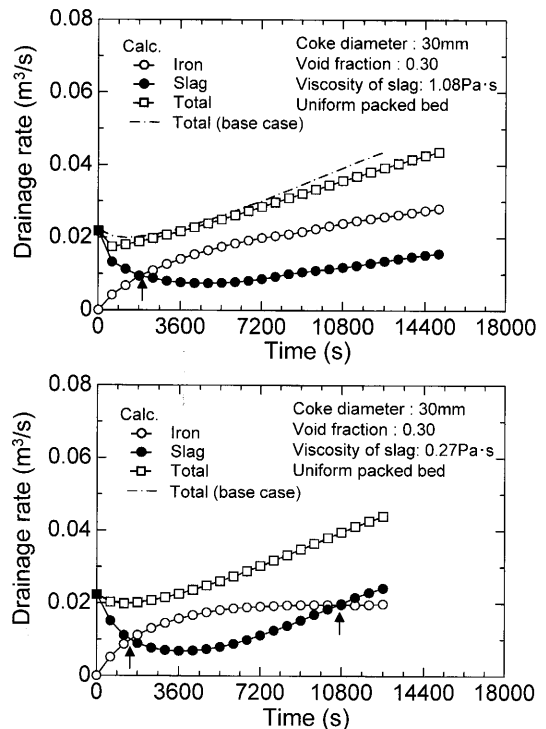 0.08
0.06
0.04
0.02
0
Drainage rate (m³/s)
Calc.
Iron
Slag
Total
Total (base case)
Coke diameter : 30mm
Void fraction : 0.30
Viscosity of slag: 1.08Pa·s
Uniform packed bed
0 3600 7200 10800 14400 18000
Time (s)
0.08
0.06
0.04
0.02
0
Drainage rate (m³/s)
Calc.
Iron
Slag
Total
Total (base case)
Coke diameter : 30mm
Void fraction : 0.30
Viscosity of slag: 0.27Pa·s
Uniform packed bed
0 3600 7200 10800 14400 18000
Time (s)